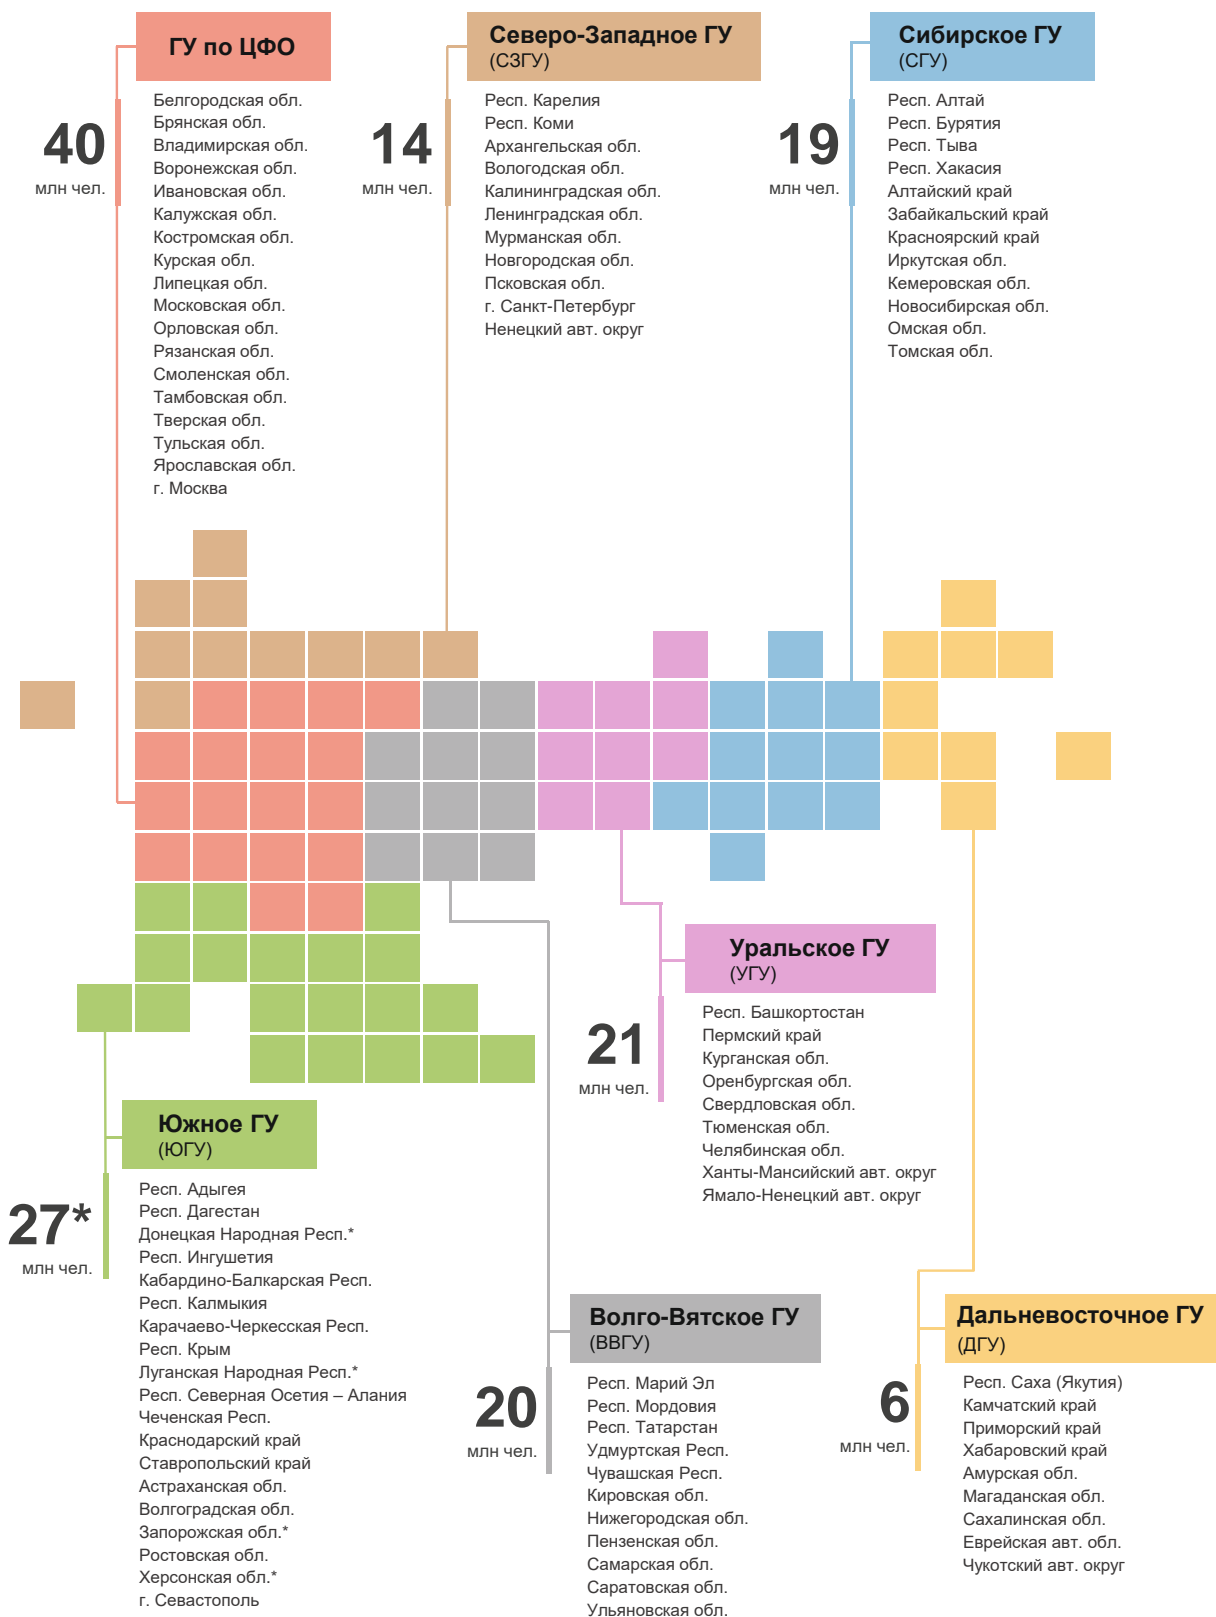 ГУ по ЦФО
40
млн чел.
Белгородская обл.
Брянская обл.
Владимирская обл.
Воронежская обл.
Ивановская обл.
Калужская обл.
Костромская обл.
Курская обл.
Липецкая обл.
Московская обл.
Орловская обл.
Рязанская обл.
Смоленская обл.
Тамбовская обл.
Тверская обл.
Тульская обл.
Ярославская обл.
г. Москва
Северо-Западное ГУ
(СЗГУ)
14
млн чел.
Респ. Карелия
Респ. Коми
Архангельская обл.
Вологодская обл.
Калининградская обл.
Ленинградская обл.
Мурманская обл.
Новгородская обл.
Псковская обл.
г. Санкт-Петербург
Ненецкий авт. округ
Сибирское ГУ
(СГУ)
19
млн чел.
Респ. Алтай
Респ. Бурятия
Респ. Тыва
Респ. Хакасия
Алтайский край
Забайкальский край
Красноярский край
Иркутская обл.
Кемеровская обл.
Новосибирская обл.
Омская обл.
Томская обл.
Уральское ГУ
(УГУ)
21
млн чел.
Респ. Башкортостан
Пермский край
Курганская обл.
Оренбургская обл.
Свердловская обл.
Тюменская обл.
Челябинская обл.
Ханты-Мансийский авт. округ
Ямало-Ненецкий авт. округ
Южное ГУ
(ЮГУ)
27*
млн чел.
Респ. Адыгея
Респ. Дагестан
Донецкая Народная Респ.*
Респ. Ингушетия
Кабардино-Балкарская Респ.
Респ. Калмыкия
Карачаево-Черкесская Респ.
Респ. Крым
Луганская Народная Респ.*
Респ. Северная Осетия – Алания
Чеченская Респ.
Краснодарский край
Ставропольский край
Астраханская обл.
Волгоградская обл.
Запорожская обл.*
Ростовская обл.
Херсонская обл.*
г. Севастополь
Волго-Вятское ГУ
(ВВГУ)
20
млн чел.
Респ. Марий Эл
Респ. Мордовия
Респ. Татарстан
Удмуртская Респ.
Чувашская Респ.
Кировская обл.
Нижегородская обл.
Пензенская обл.
Самарская обл.
Саратовская обл.
Ульяновская обл.
Дальневосточное ГУ
(ДГУ)
6
млн чел.
Респ. Саха (Якутия)
Камчатский край
Приморский край
Хабаровский край
Амурская обл.
Магаданская обл.
Сахалинская обл.
Еврейская авт. обл.
Чукотский авт. округ